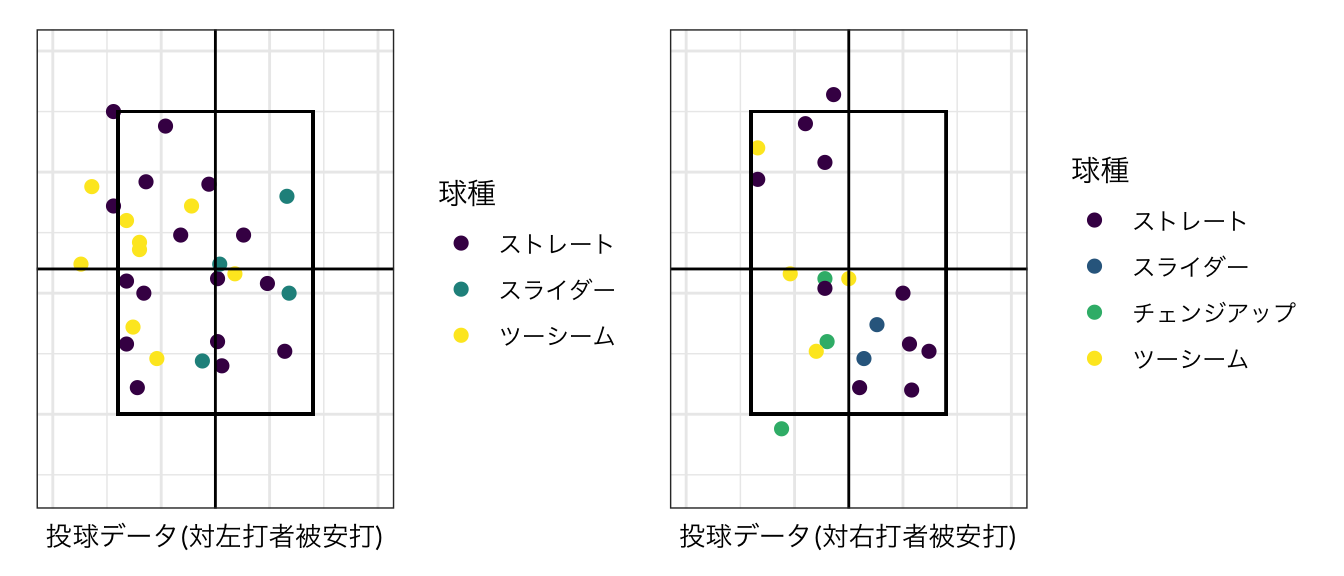 球種
ストレート
スライダー
ツーシーム
投球データ(対左打者被安打)
球種
ストレート
スライダー
チェンジアップ
ツーシーム
投球データ(対右打者被安打)